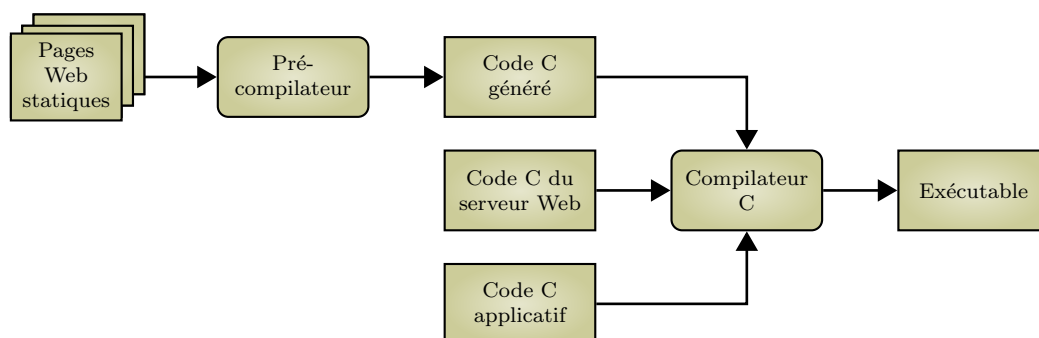 Pages
Web
statiques
Pré-
compilateur
Code C
généré
Code C du
serveur Web
Compilateur
C
Exécutable
Code C
applicatif